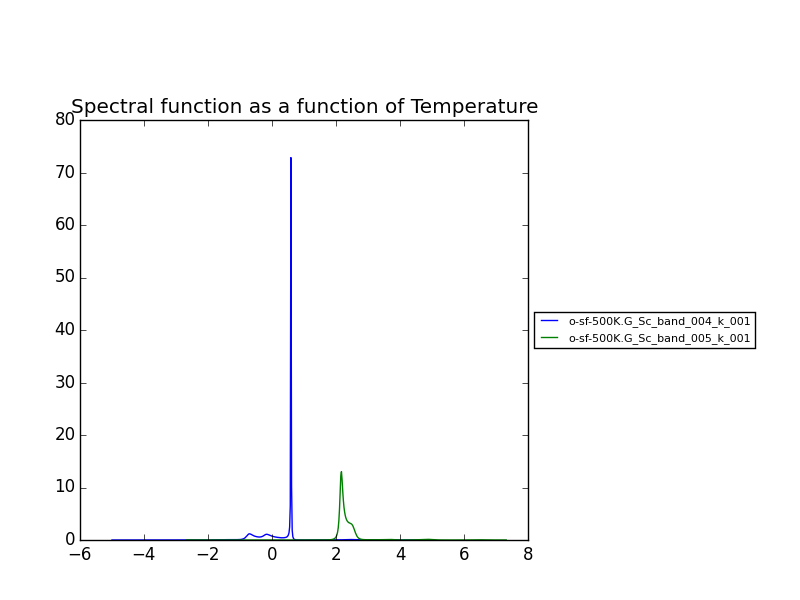 Spectral function as a function of Temperature
80
70
60
50
40
30
20
10
0
−6 −4 −2 0 2 4 6 8
o-sf-500K.G_Sc_band_004_k_001
o-sf-500K.G_Sc_band_005_k_001